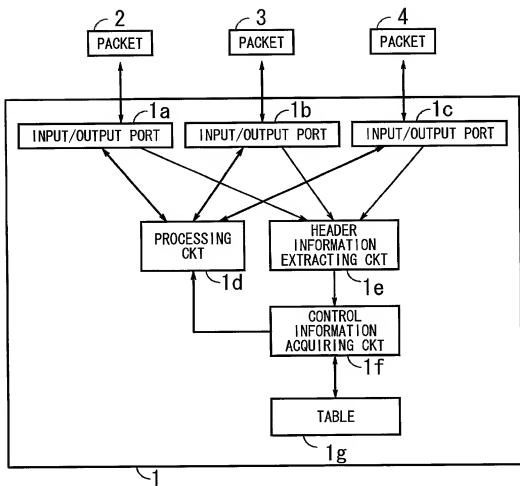 2 3 4
PACKET PACKET PACKET
1a 1b 1c
INPUT/OUTPUT PORT INPUT/OUTPUT PORT INPUT/OUTPUT PORT
PROCESSING
CKT
1d
HEADER
INFORMATION
EXTRACTING CKT
1e
CONTROL
INFORMATION
ACQUIRING CKT
1f
TABLE
1g
1